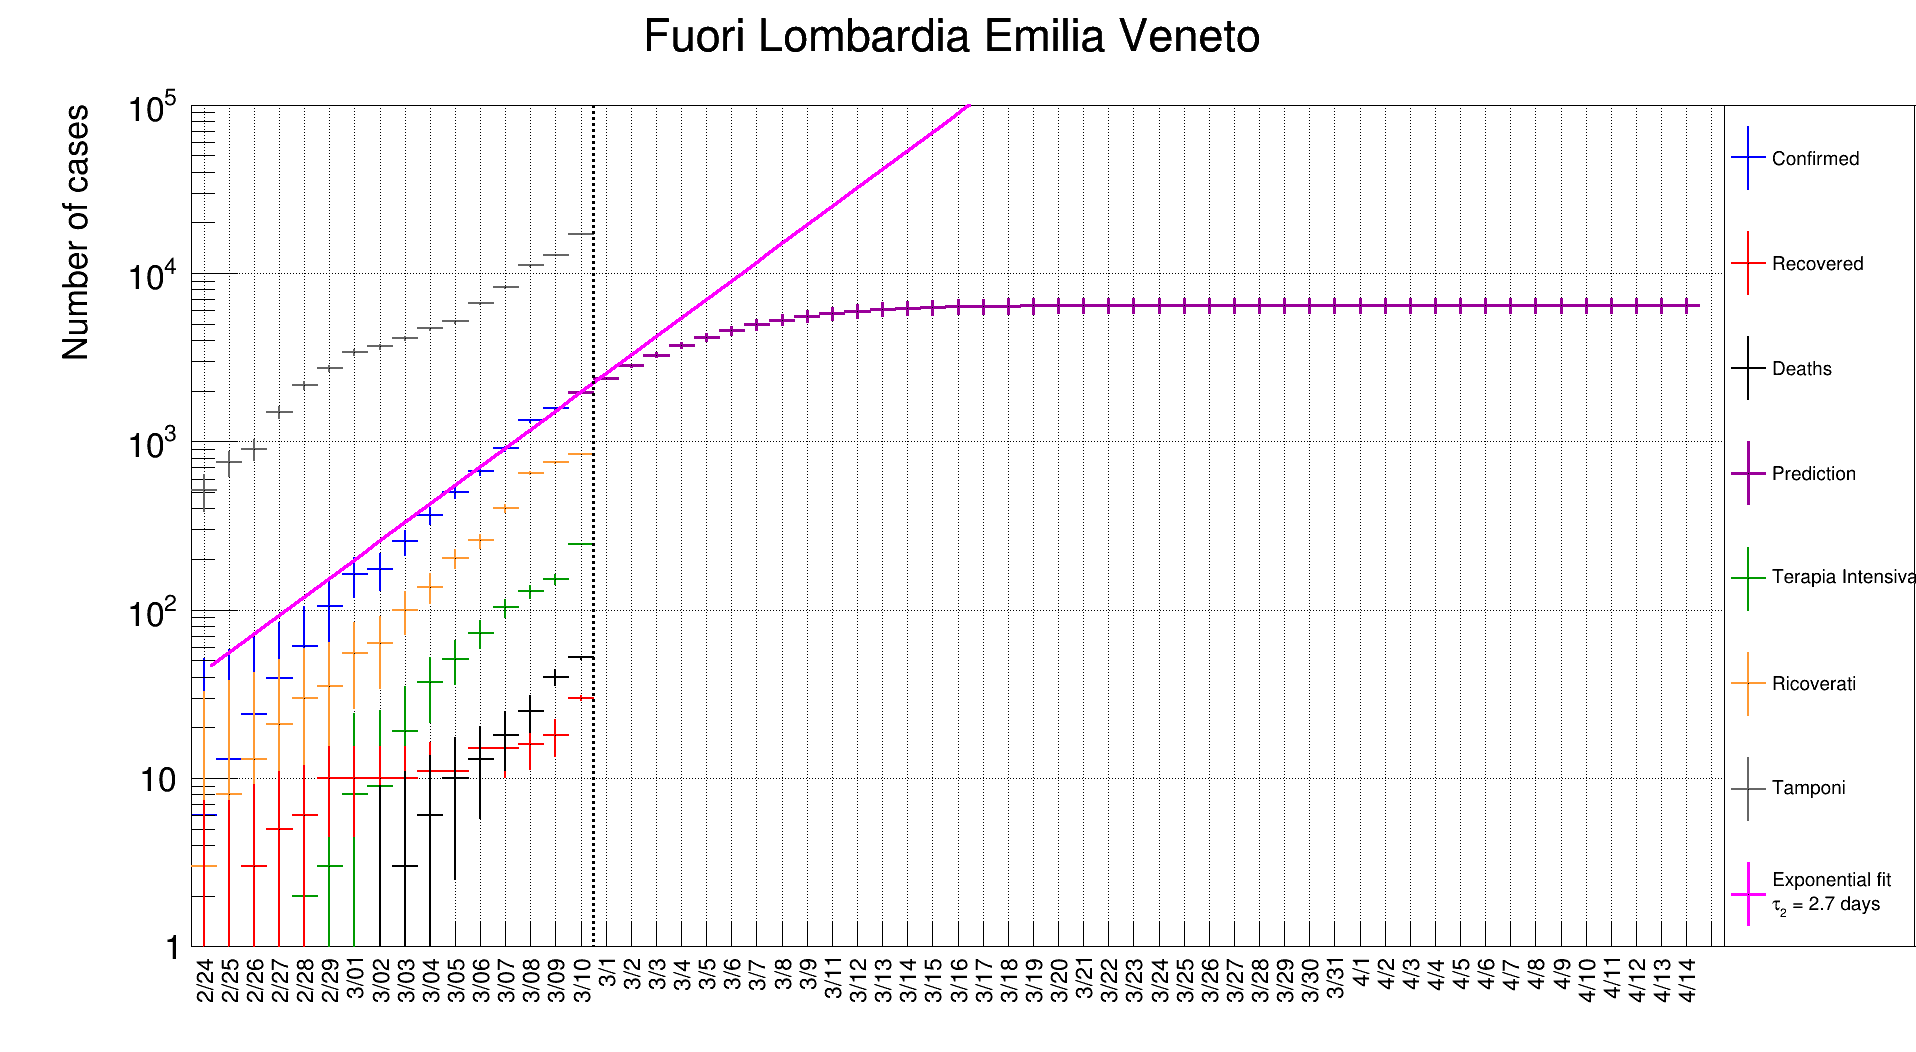 Fuori Lombardia Emilia Veneto
Number of cases
10^5
10^4
10^3
10^2
10
1
2/24 2/25 2/26 2/27 2/28 2/29 3/01 3/02 3/03 3/04 3/05 3/06 3/07 3/08 3/09 3/10 3/1 3/2 3/3 3/4 3/5 3/6 3/7 3/8 3/9 3/11 3/12 3/13 3/14 3/15 3/16 3/17 3/18 3/19 3/20 3/21 3/22 3/23 3/24 3/25 3/26 3/27 3/28 3/29 3/30 3/31 4/1 4/2 4/3 4/4 4/5 4/6 4/7 4/8 4/9 4/10 4/11 4/12 4/13 4/14
Confirmed
Recovered
Deaths
Prediction
Terapia Intensiva
Ricoverati
Tamponi
Exponential fit
τ₂ = 2.7 days